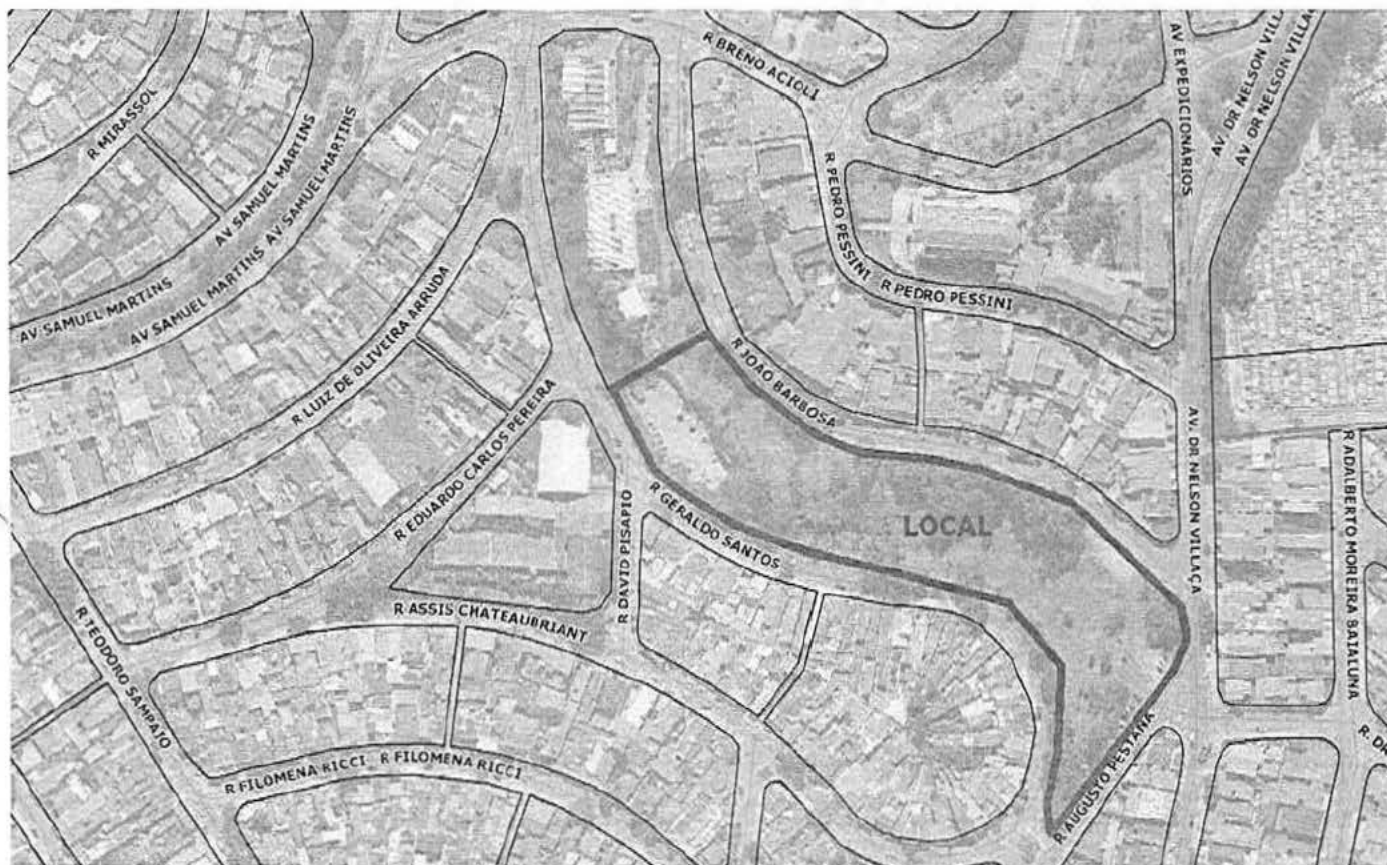 R BRENO ACIOLI
AV EXPEDICIONÁRIOS
AV. DR NELSON VILLA
AV. DR NELSON VILLAÇ
R MIRASSOL
AV SAMUEL MARTINS
AV SAMUEL MARTINS
AV SAMUEL MARTINS
AV SAMUEL MARTINS
R PEDRO PESSINI
R PEDRO PESSINI
R LUIZ DE OLIVEIRA ARRUDA
R JOÃO BARBOSA
R EDUARDO CARLOS PEREIRA
AV. DR NELSON VILLAÇA
R ADALBERTO MOREIRA BAIALUNA
R GERALDO SANTOS
LOCAL
R DAVID PISAPIO
R ASSIS CHATEAUBRIANT
R TEODORO SAMPAIO
R FILOMENA RICCI
R FILOMENA RICCI
R AUGUSTO PESTANA
R. DR